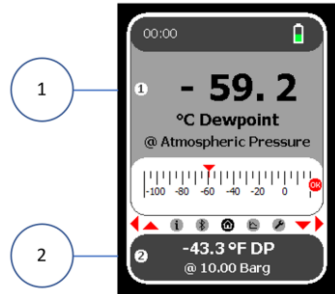 00:00
1
1
- 59. 2
°C Dewpoint
@ Atmospheric Pressure
-100 -80 -60 -40 -20 0
OK
2
2
-43.3 °F DP
@ 10.00 Barg